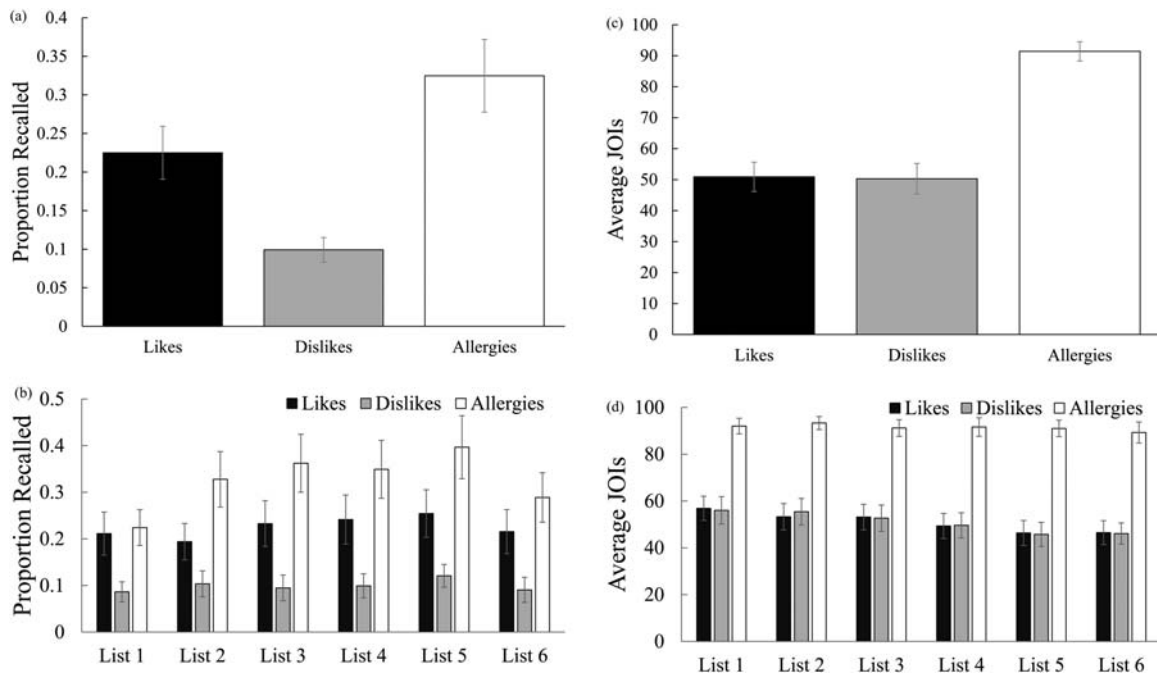 (a)
Proportion Recalled
0.4
0.35
0.3
0.25
0.2
0.15
0.1
0.05
0
Likes Dislikes Allergies
(c)
Average JOIs
100
90
80
70
60
50
40
30
20
10
0
Likes Dislikes Allergies
(b)
Proportion Recalled
Likes Dislikes Allergies
0.5
0.4
0.3
0.2
0.1
0
List 1 List 2 List 3 List 4 List 5 List 6
(d)
Average JOIs
Likes Dislikes Allergies
100
80
60
40
20
0
List 1 List 2 List 3 List 4 List 5 List 6